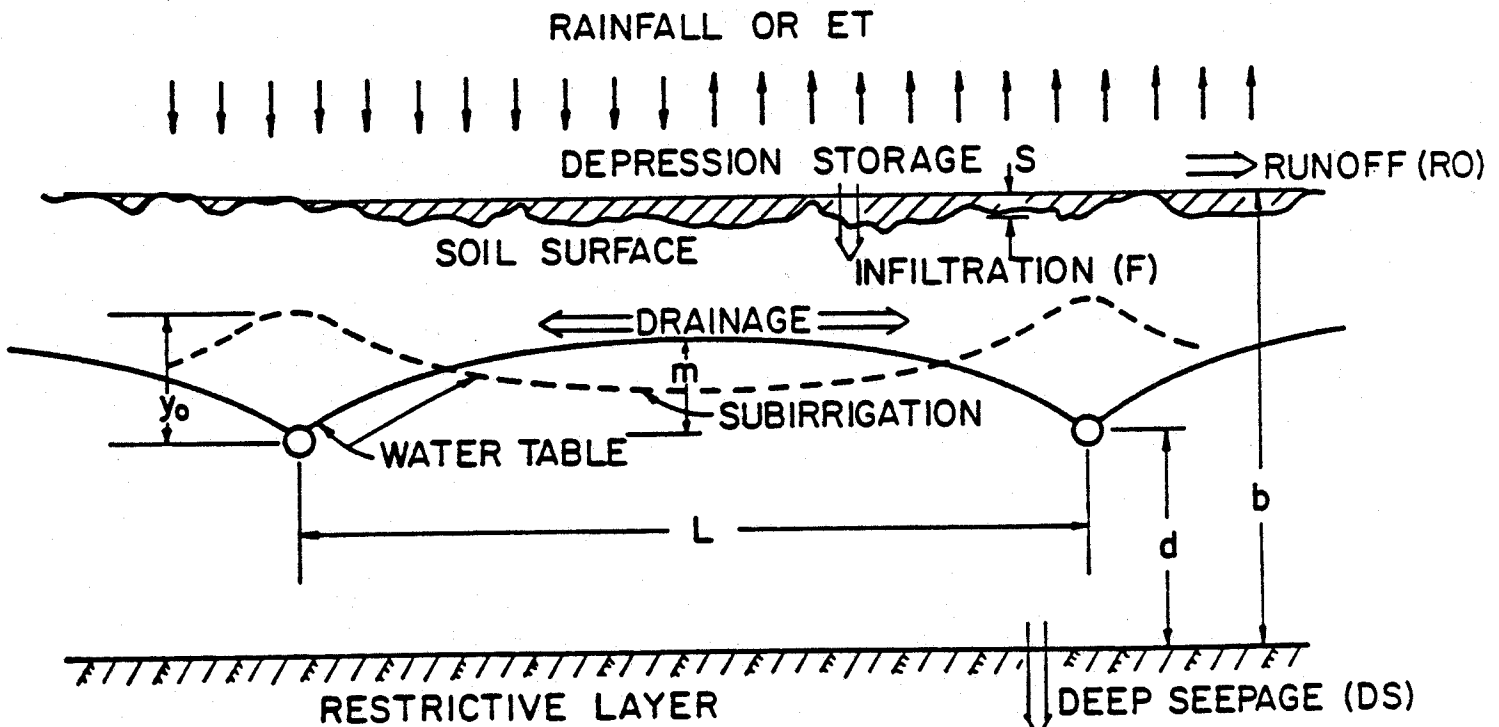 RAINFALL OR ET
DEPRESSION STORAGE S
RUNOFF (RO)
SOIL SURFACE
INFILTRATION (F)
DRAINAGE
m
yo
SUBIRRIGATION
WATER TABLE
b
L
d
RESTRICTIVE LAYER
DEEP SEEPAGE (DS)